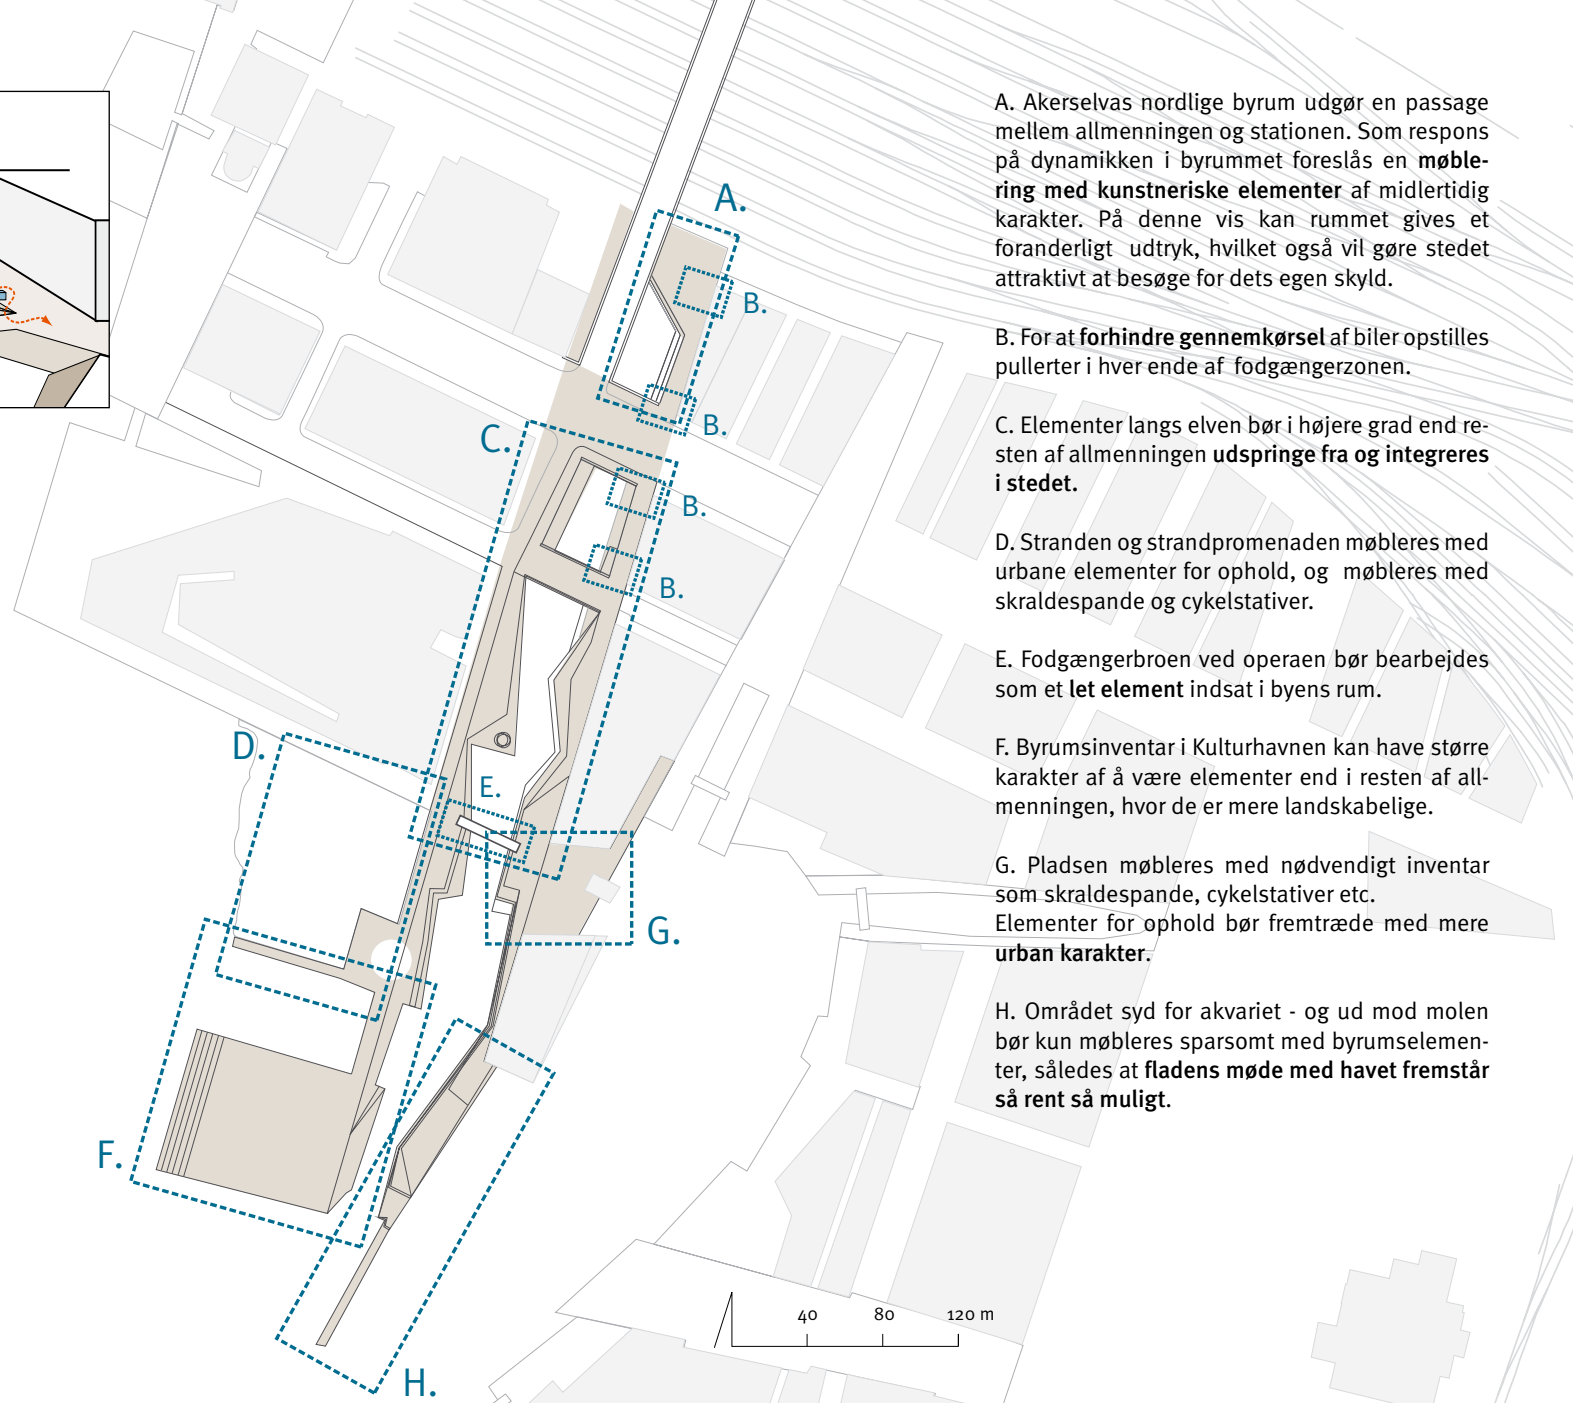 A. Akerselvas nordlige byrum udgør en passage
mellem allmenningen og stationen. Som respons
på dynamikken i byrummet foreslås en møble-
ring med kunstneriske elementer af midlertidig
karakter. På denne vis kan rummet gives et
foranderligt udtryk, hvilket også vil gøre stedet
attraktivt at besøge for dets egen skyld.
B. For at forhindre gennemkørsel af biler opstilles
pullerter i hver ende af fodgængerzonen.
C. Elementer langs elven bør i højere grad end re-
sten af allmenningen udspringe fra og integreres
i stedet.
D. Stranden og strandpromenaden møbleres med
urbane elementer for ophold, og møbleres med
skraldespande og cykelstativer.
E. Fodgængerbroen ved operaen bør bearbejdes
som et let element indsat i byens rum.
F. Byrumsinventar i Kulturhavnen kan have større
karakter af å være elementer end i resten af all-
menningen, hvor de er mere landskabelige.
G. Pladsen møbleres med nødvendigt inventar
som skraldespande, cykelstativer etc.
Elementer for ophold bør fremtræde med mere
urban karakter.
H. Området syd for akvariet - og ud mod molen
bør kun møbleres sparsomt med byrumselemen-
ter, således at fladens møde med havet fremstår
så rent så muligt.
A.
B.
B.
C.
B.
B.
D.
E.
G.
F.
H.
40 80 120 m